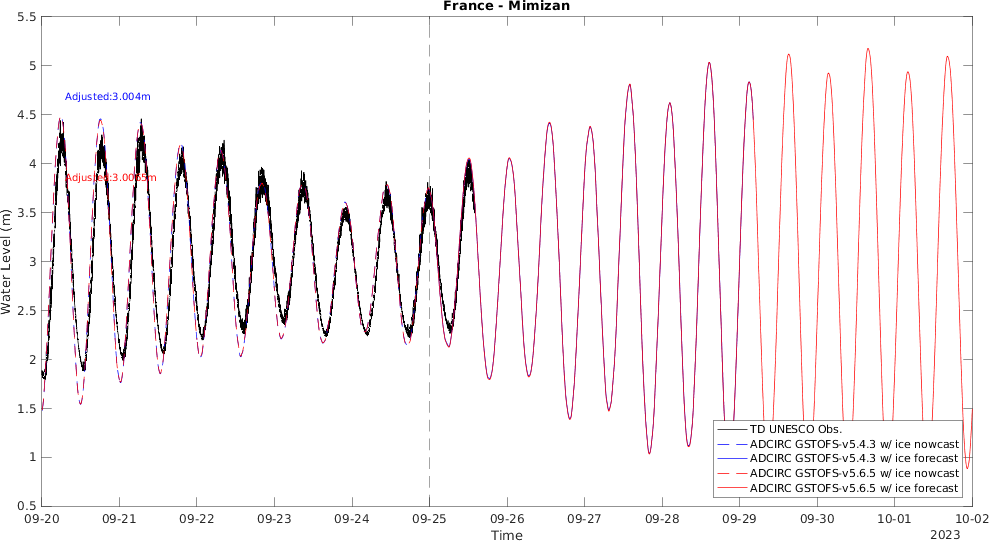 France - Mimizan
5.5
5
4.5
4
3.5
3
2.5
2
1.5
1
0.5
Water Level (m)
Adjusted:3.004m
Adjusted:3.0065m
TD UNESCO Obs.
ADCIRC GSTOFS-v5.4.3 w/ ice nowcast
ADCIRC GSTOFS-v5.4.3 w/ ice forecast
ADCIRC GSTOFS-v5.6.5 w/ ice nowcast
ADCIRC GSTOFS-v5.6.5 w/ ice forecast
09-20 09-21 09-22 09-23 09-24 09-25 09-26 09-27 09-28 09-29 09-30 10-01 10-02
Time
2023